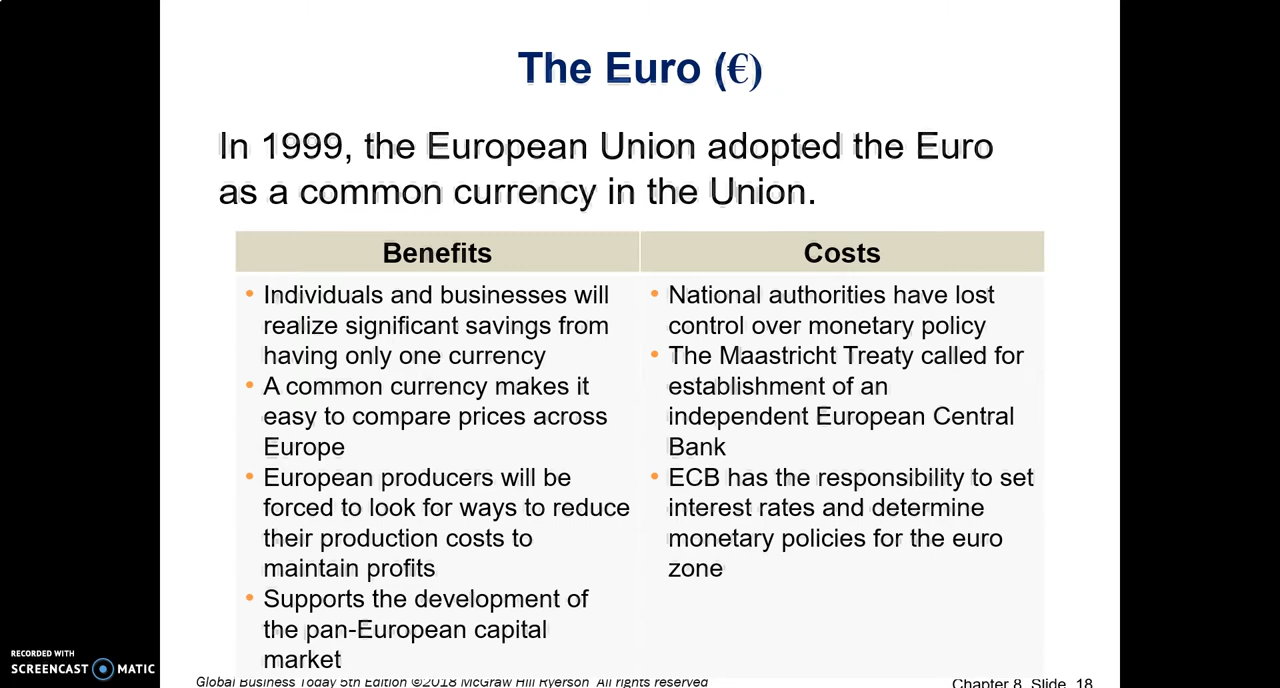 The Euro (€)
In 1999, the European Union adopted the Euro
as a common currency in the Union.
Benefits
• Individuals and businesses will
realize significant savings from
having only one currency
• A common currency makes it
easy to compare prices across
Europe
• European producers will be
forced to look for ways to reduce
their production costs to
maintain profits
• Supports the development of
the pan-European capital
market
Costs
• National authorities have lost
control over monetary policy
• The Maastricht Treaty called for
establishment of an
independent European Central
Bank
• ECB has the responsibility to set
interest rates and determine
monetary policies for the euro
zone
RECORDED WITH
SCREENCAST MATIC
Global Business Today 5th Edition ©2018 McGraw Hill Ryerson All rights reserved
Chapter 8, Slide 18